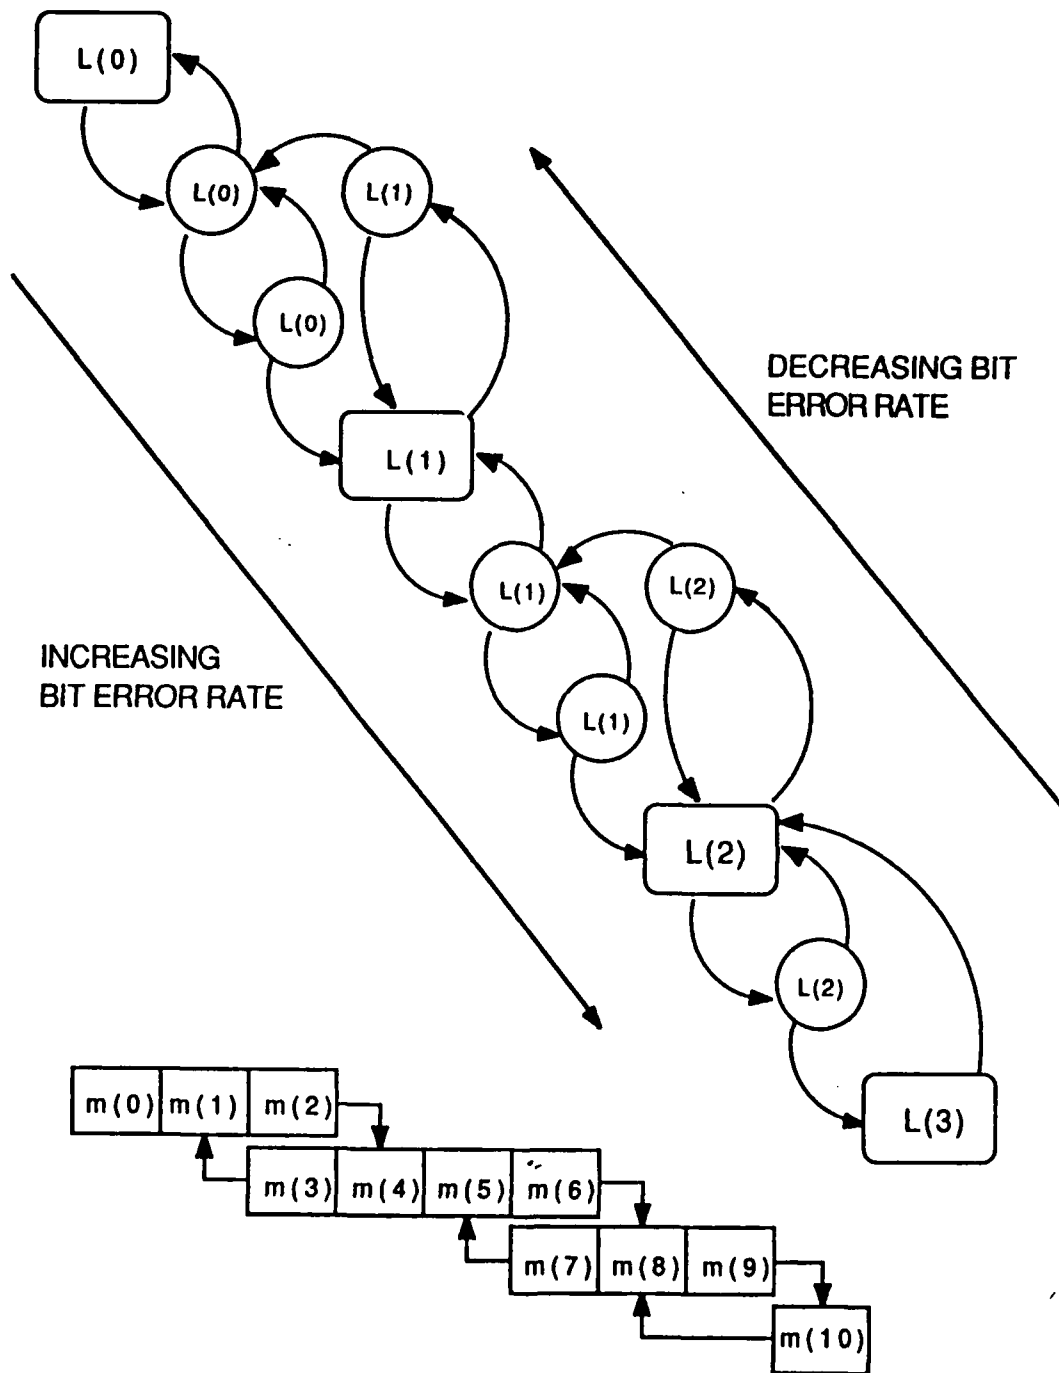 L(0)
L(0)
L(1)
L(0)
DECREASING BIT
ERROR RATE
L(1)
L(1)
L(2)
INCREASING
BIT ERROR RATE
L(1)
L(2)
L(2)
L(3)
m(0) m(1) m(2)
m(3) m(4) m(5) m(6)
m(7) m(8) m(9)
m(10)